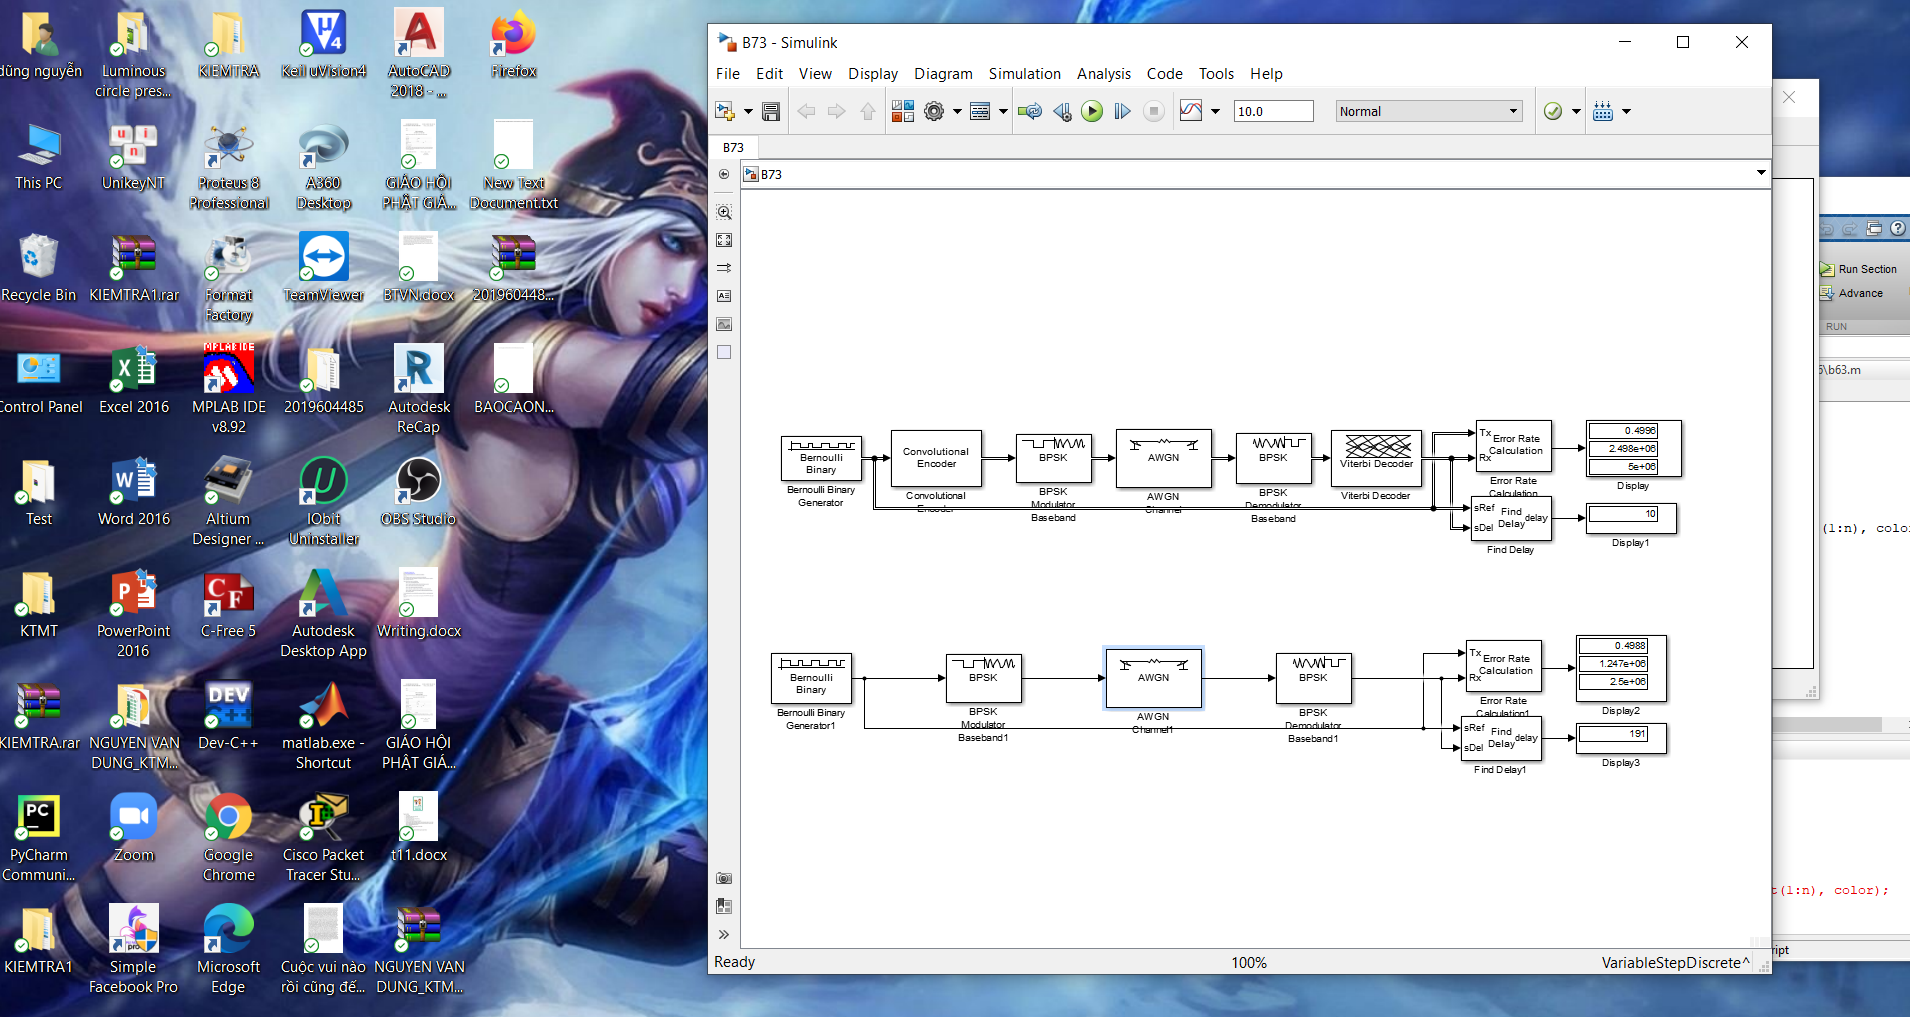 dũng nguyễn
Luminous
circle pres...
KIEMTRA
Keil uVision4
AutoCAD
2018 - ...
Firefox
This PC
UnikeyNT
Proteus 8
Professional
A360
Desktop
GIÁO HỘI
PHẬT GIÁ...
New Text
Document.txt
Recycle Bin
KIEMTRA1.rar
Format
Factory
TeamViewer
BTVN.docx
201960448...
Control Panel
Excel 2016
MPLAB IDE
v8.92
2019604485
Autodesk
ReCap
BAOCAON...
Test
Word 2016
Altium
Designer ...
IObit
Uninstaller
OBS Studio
KTMT
PowerPoint
2016
C-Free 5
Autodesk
Desktop App
Writing.docx
KIEMTRA.rar
NGUYEN VAN
DUNG_KTM...
Dev-C++
matlab.exe -
Shortcut
GIÁO HỘI
PHẬT GIÁ...
PyCharm
Communi...
Zoom
Google
Chrome
Cisco Packet
Tracer Stu...
t11.docx
KIEMTRA1
Simple
Facebook Pro
Microsoft
Edge
Cuộc vui nào
rồi cũng đế...
NGUYEN VAN
DUNG_KTM...
B73 - Simulink
File Edit View Display Diagram Simulation Analysis Code Tools Help
10.0
Normal
B73
B73
Bernoulli
Binary
Bernoulli Binary
Generator
Convolutional
Encoder
Convolutional
Encoder
BPSK
BPSK
Modulator
Baseband
AWGN
AWGN
Channel
BPSK
BPSK
Demodulator
Baseband
Viterbi Decoder
Viterbi Decoder
Tx
Rx
Error Rate
Calculation
Error Rate
Calculation
0.4996
2.498e+06
5e+06
Display
sRef
sDel
Find
Delay
delay
Find Delay
10
Display1
Bernoulli
Binary
Bernoulli Binary
Generator1
BPSK
BPSK
Modulator
Baseband1
AWGN
AWGN
Channel1
BPSK
BPSK
Demodulator
Baseband1
Tx
Rx
Error Rate
Calculation
Error Rate
Calculation1
0.4988
1.247e+06
2.5e+06
Display2
sRef
sDel
Find
Delay
delay
Find Delay1
191
Display3
Ready
100%
VariableStepDiscrete^
Run Section
Advance
RUN
6\b63.m
(1:n), color
t(1:n), color);
ript